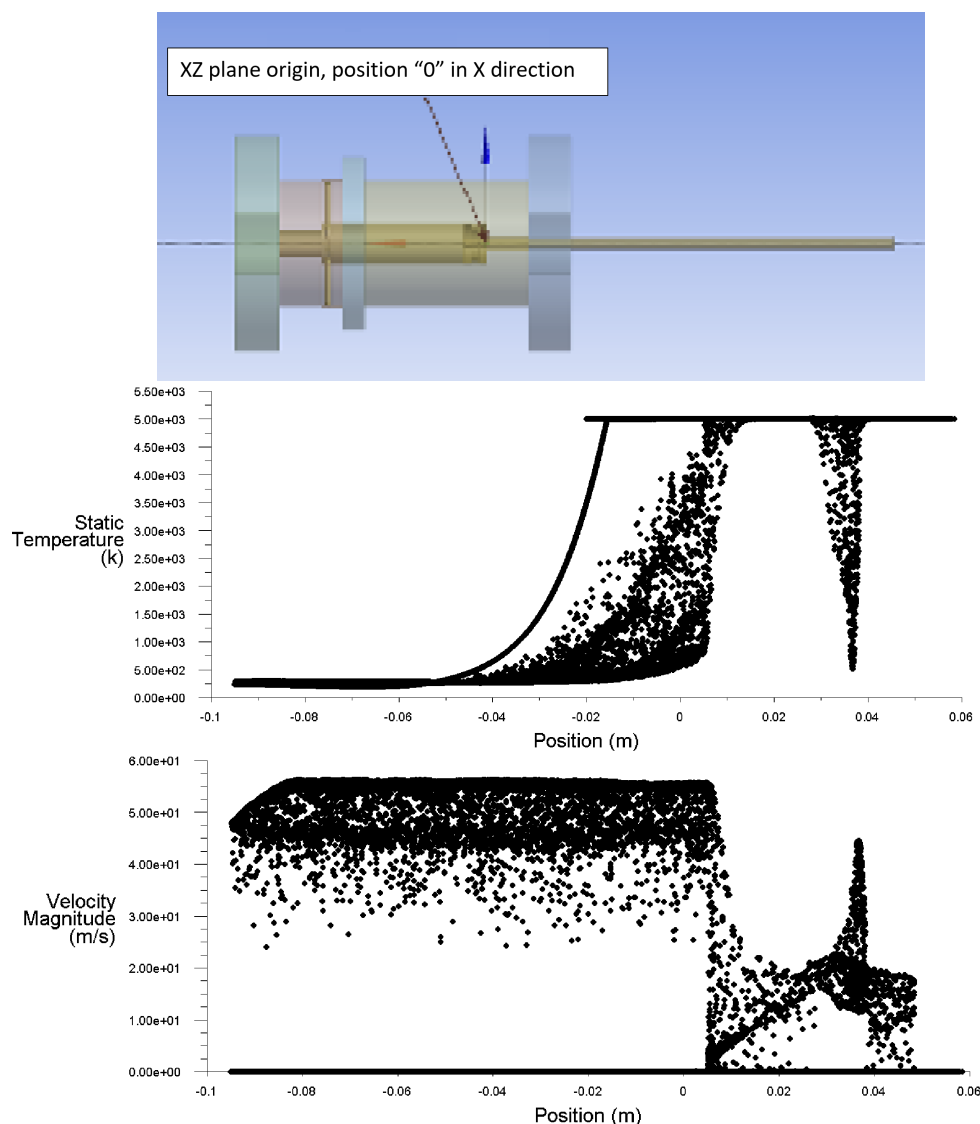 XZ plane origin, position “0” in X direction
5.50e+03
5.00e+03
4.50e+03
4.00e+03
3.50e+03
3.00e+03
2.50e+03
2.00e+03
1.50e+03
1.00e+03
5.00e+02
0.00e+00
Static
Temperature
(k)
-0.1 -0.08 -0.06 -0.04 -0.02 0 0.02 0.04 0.06
Position (m)
6.00e+01
5.00e+01
4.00e+01
3.00e+01
2.00e+01
1.00e+01
0.00e+00
Velocity
Magnitude
(m/s)
-0.1 -0.08 -0.06 -0.04 -0.02 0 0.02 0.04 0.06
Position (m)